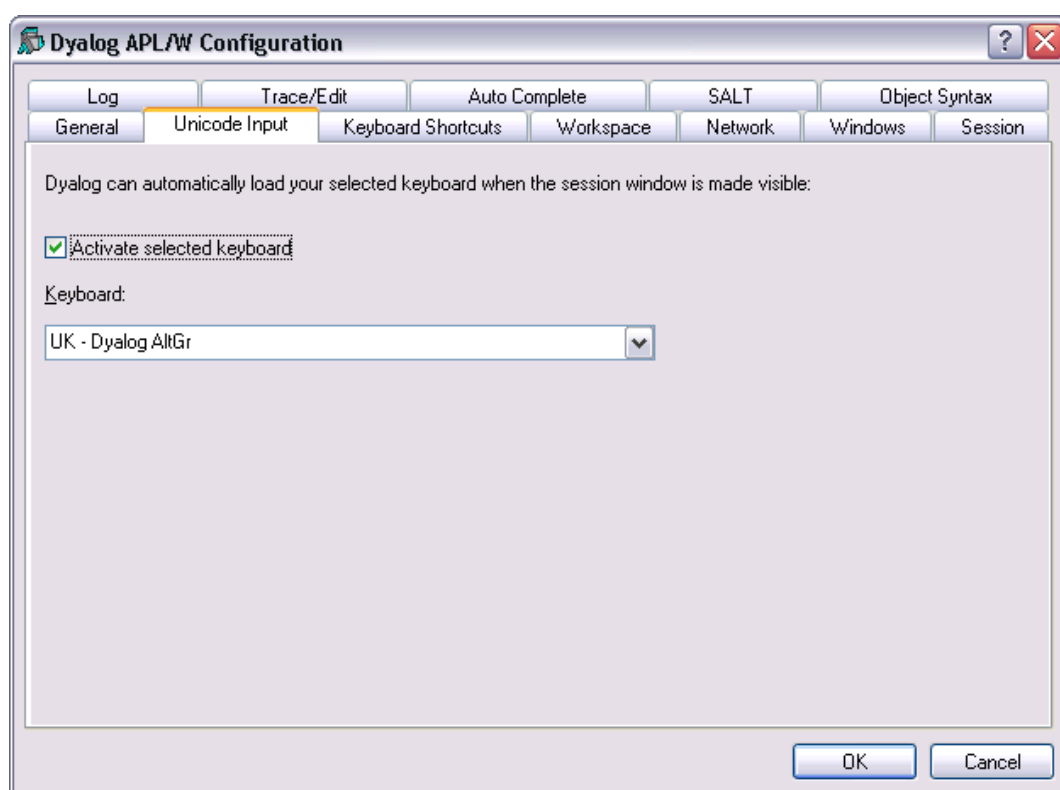 Dyalog APL/W Configuration
Log Trace/Edit Auto Complete SALT Object Syntax
General Unicode Input Keyboard Shortcuts Workspace Network Windows Session
Dyalog can automatically load your selected keyboard when the session window is made visible:
Activate selected keyboard
Keyboard:
UK - Dyalog AltGr
OK Cancel